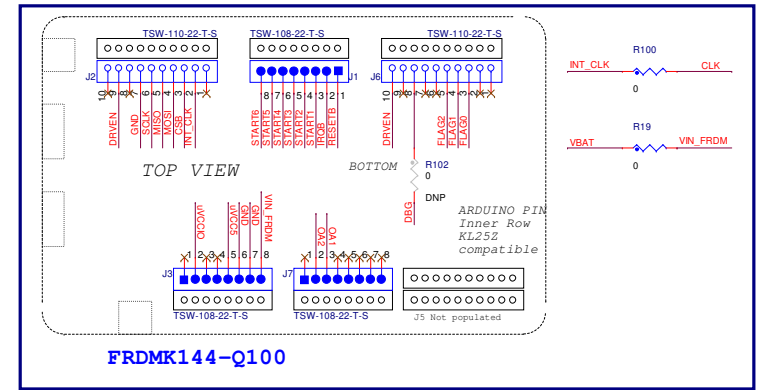 TSW-110-22-T-S
TSW-108-22-T-S
TSW-110-22-T-S
J2
J1
J6
10
9
8
7
6
5
4
3
2
1
8
7
6
5
4
3
2
1
10
9
8
7
6
5
4
3
2
1
DRVEN
GND
SCLK
MISO
MOSI
CSB
INT_CLK
START6
START5
START4
START3
START2
START1
IRQB
RESETB
DRVEN
FLAG2
FLAG1
FLAG0
R100
INT_CLK
CLK
0
R19
VBAT
VIN_FRDM
0
TOP VIEW
BOTTOM
R102
0
DNP
DBG
ARDUINO PIN
Inner Row
KL25Z
compatible
uVCCIO
uVCC5
GND
GND
VIN_FRDM
OA2
OA1
1
2
3
4
5
6
7
8
1
2
3
4
5
6
7
8
J3
J7
TSW-108-22-T-S
TSW-108-22-T-S
J5 Not populated
FRDMK144-Q100